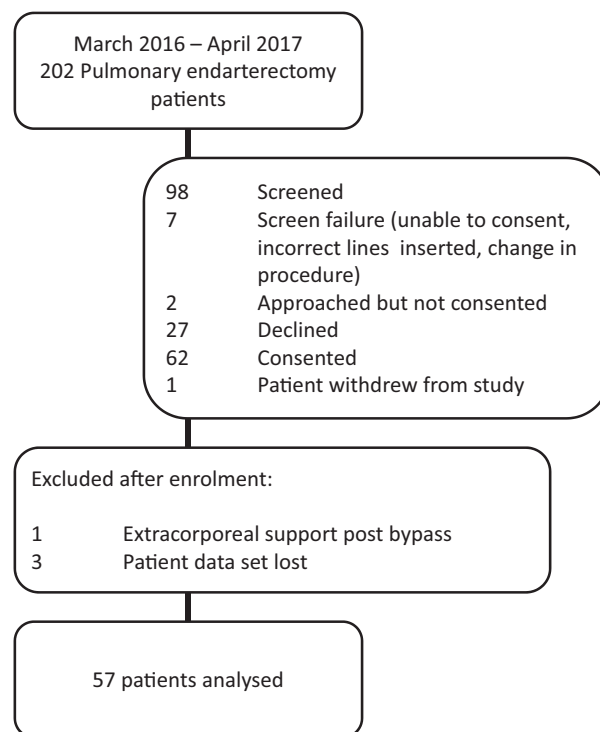 March 2016 – April 2017
202 Pulmonary endarterectomy
patients
98 Screened
7 Screen failure (unable to consent,
incorrect lines inserted, change in
procedure)
2 Approached but not consented
27 Declined
62 Consented
1 Patient withdrew from study
Excluded after enrolment:
1 Extracorporeal support post bypass
3 Patient data set lost
57 patients analysed